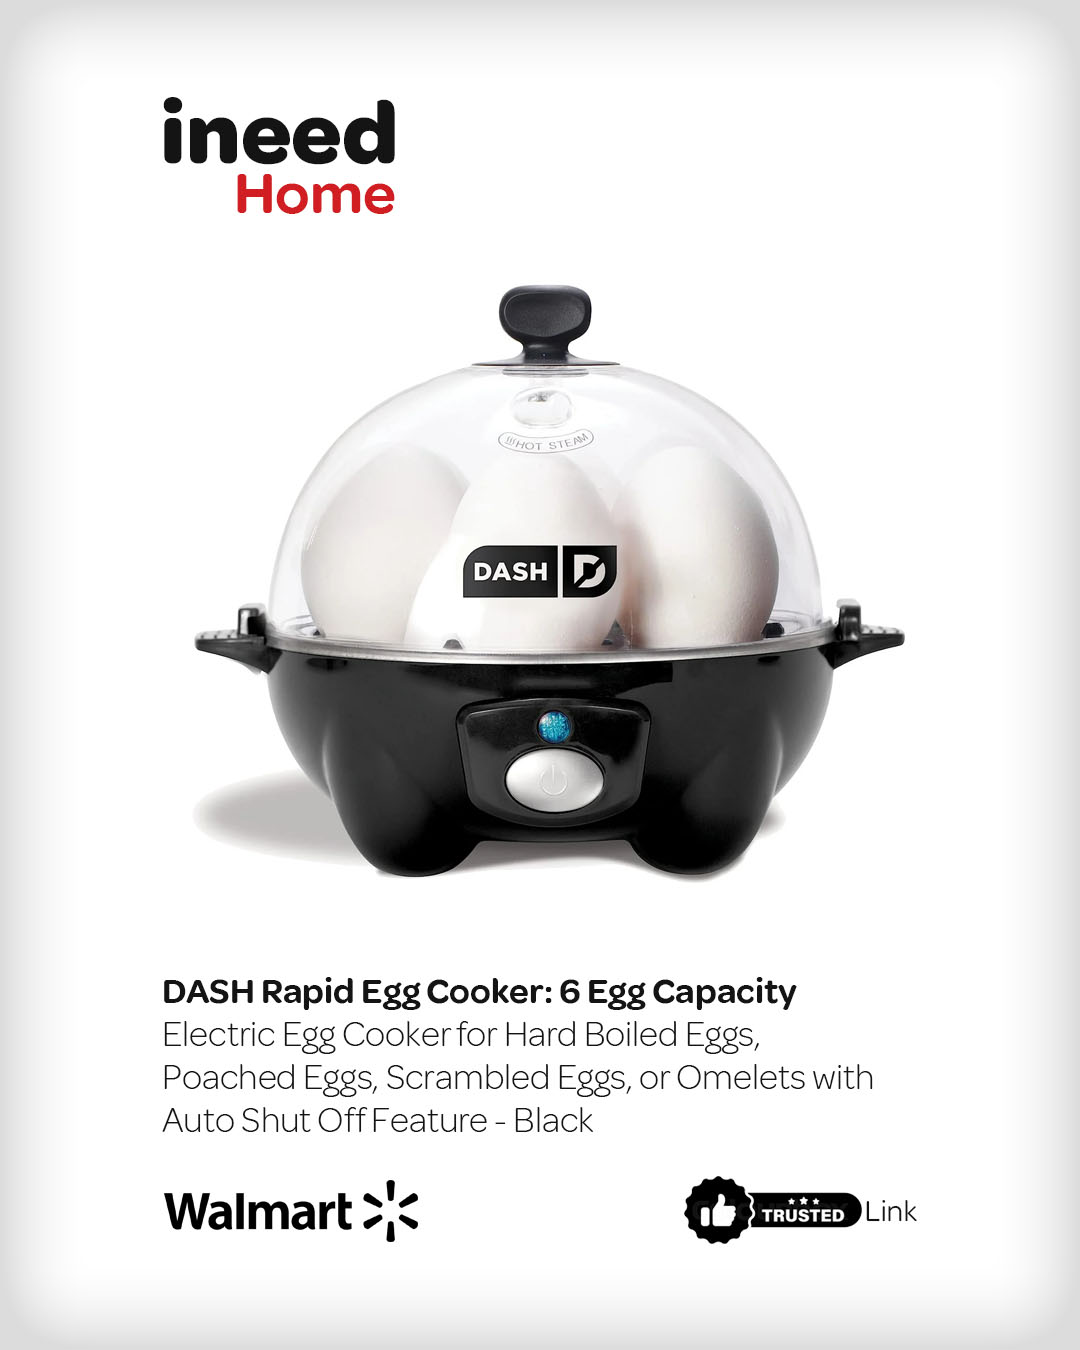 ineed
Home
HOT STEAM
DASH D
DASH Rapid Egg Cooker: 6 Egg Capacity
Electric Egg Cooker for Hard Boiled Eggs,
Poached Eggs, Scrambled Eggs, or Omelets with
Auto Shut Off Feature - Black
Walmart
TRUSTED Link